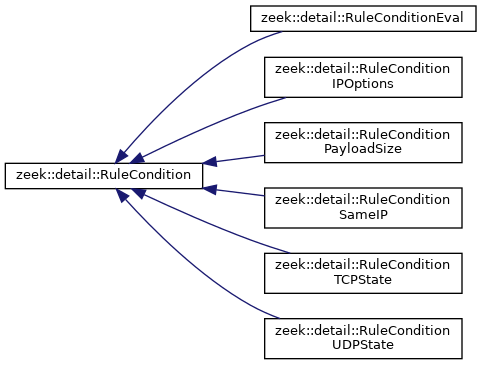 zeek::detail::RuleConditionEval
zeek::detail::RuleCondition
IPOptions
zeek::detail::RuleCondition
PayloadSize
zeek::detail::RuleCondition
zeek::detail::RuleCondition
SameIP
zeek::detail::RuleCondition
TCPState
zeek::detail::RuleCondition
UDPState